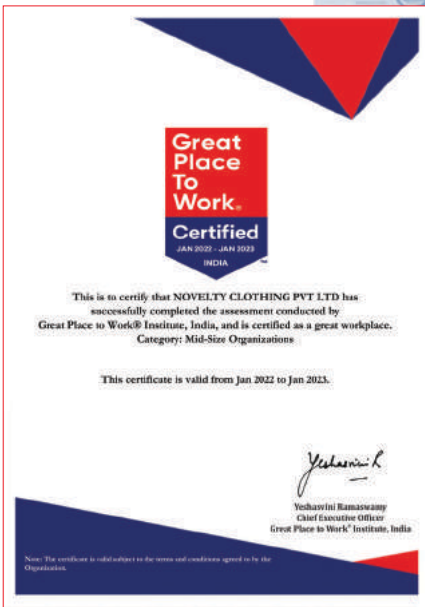 Great
Place
To
Work®
Certified
JAN 2022 - JAN 2023
INDIA
TM
This is to certify that NOVELTY CLOTHING PVT LTD has
successfully completed the assessment conducted by
Great Place to Work® Institute, India, and is certified as a great workplace.
Category: Mid-Size Organizations
This certificate is valid from Jan 2022 to Jan 2023.
Yeshasvini R
Yeshasvini Ramaswamy
Chief Executive Officer
Great Place to Work® Institute, India
Note: The certificate is valid subject to the terms and conditions agreed to by the
Organization.